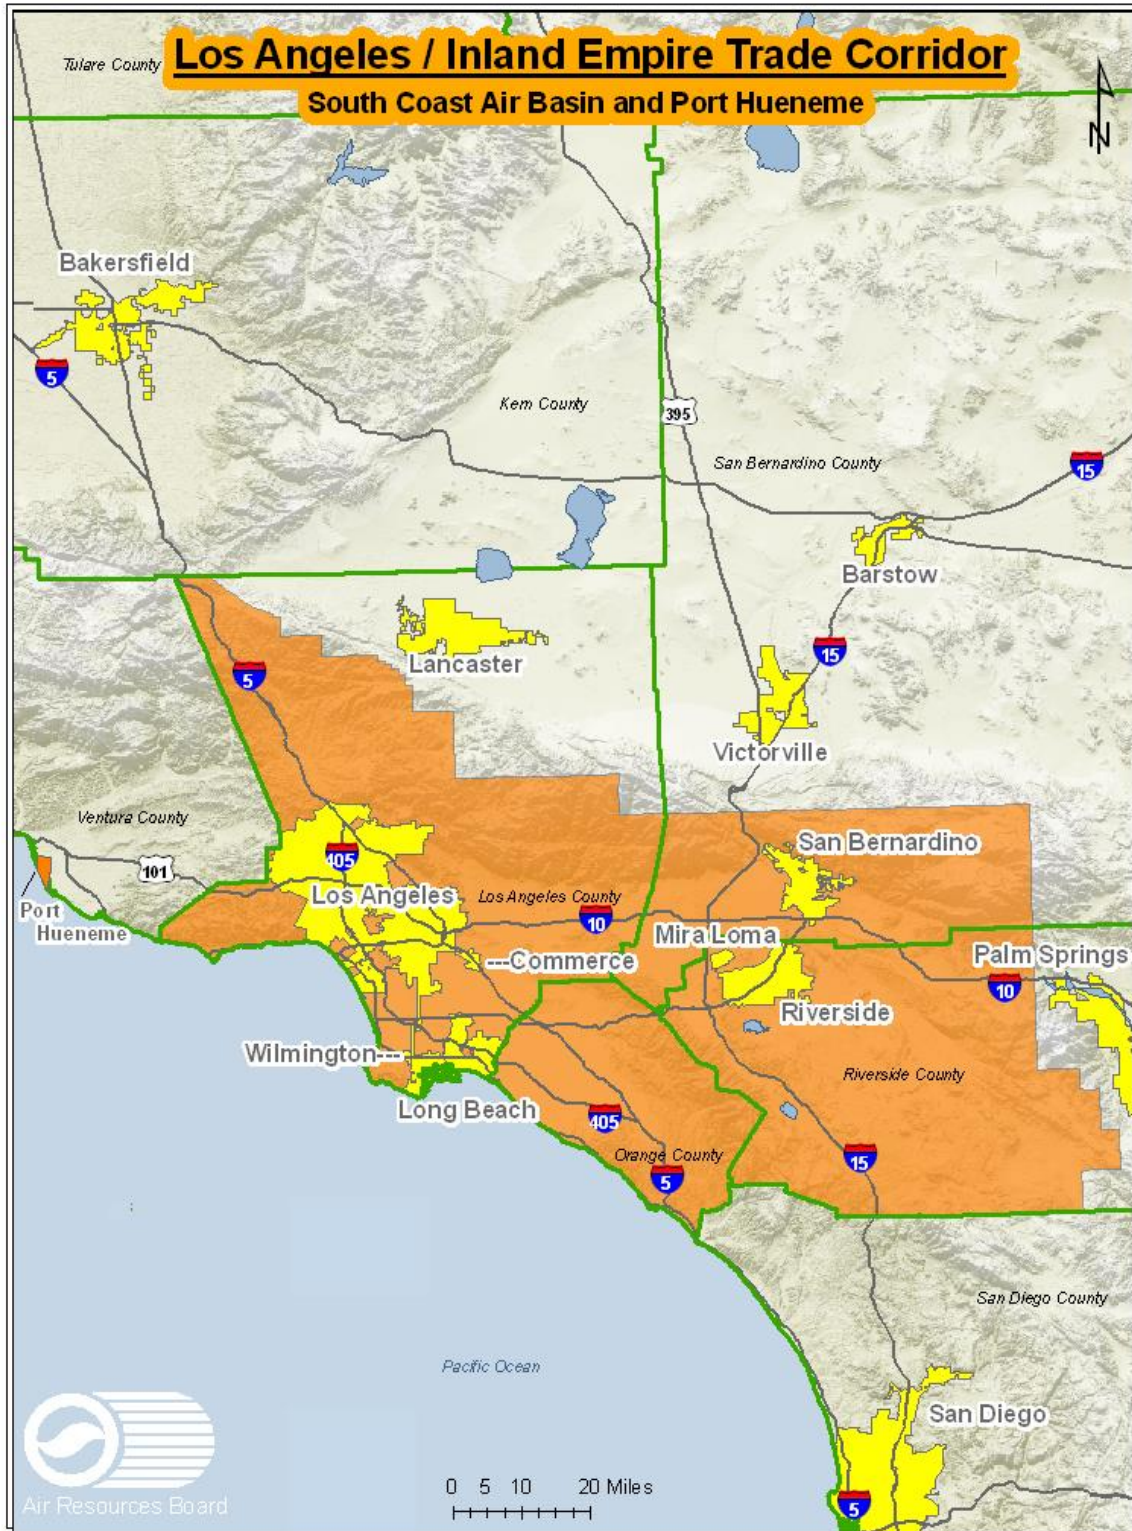 Los Angeles / Inland Empire Trade Corridor
South Coast Air Basin and Port Hueneme
Tulare County
Bakersfield
5
Kern County
395
San Bernardino County
15
Barstow
Lancaster
5
15
Victorville
Ventura County
101
405
San Bernardino
Los Angeles
Los Angeles County
10
Port
Hueneme
Mira Loma
---Commerce
Palm Springs
10
Riverside
Wilmington---
Riverside County
Long Beach
405
Orange County
5
15
San Diego County
Pacific Ocean
San Diego
0 5 10 20 Miles
5
Air Resources Board